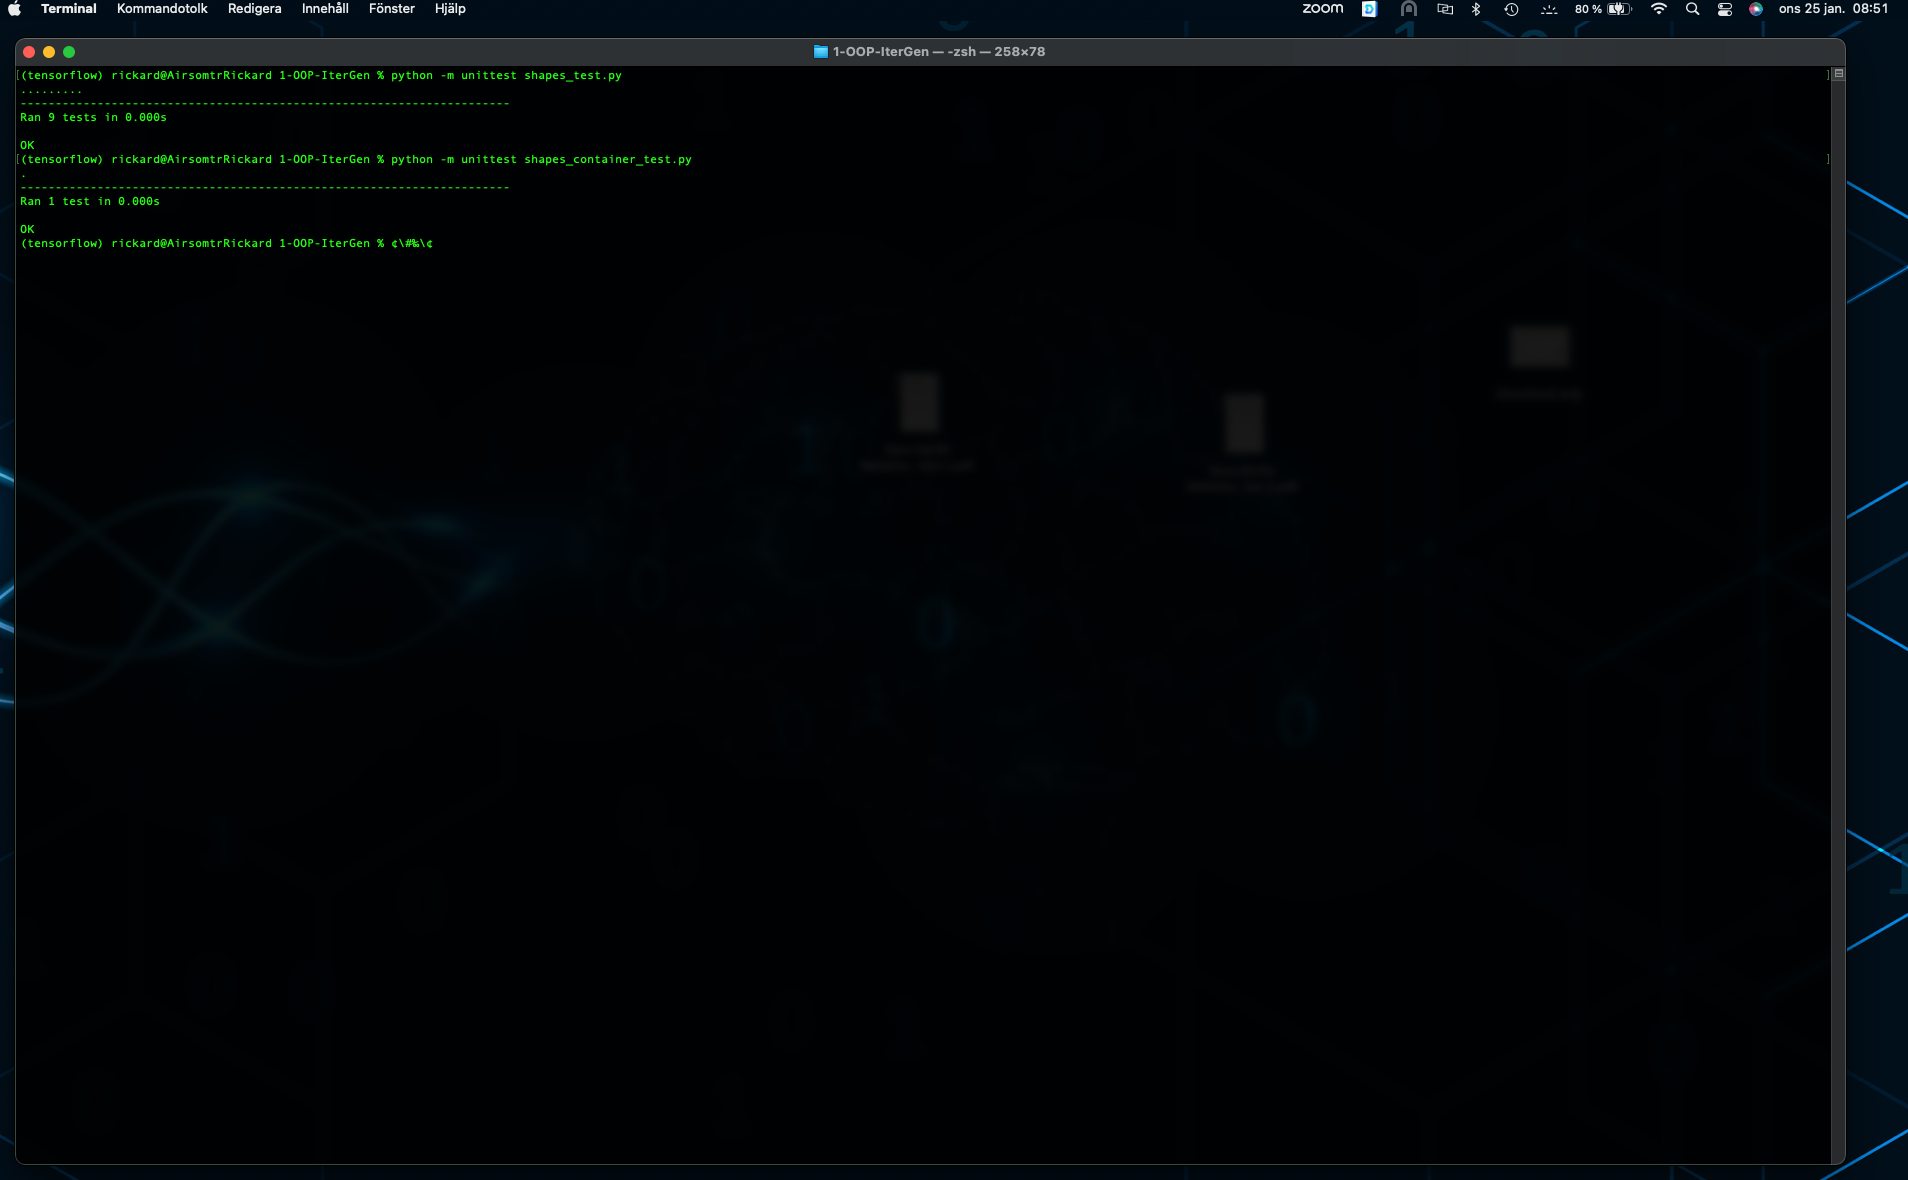 Terminal Kommandotolk Redigera Innehåll Fönster Hjälp zoom D 80 % ons 25 jan. 08:51
1-OOP-IterGen — -zsh — 258×78
[(tensorflow) rickard@AirsomtrRickard 1-OOP-IterGen % python -m unittest shapes_test.py ]
.........
----------------------------------------------------------------------
Ran 9 tests in 0.000s
OK
[(tensorflow) rickard@AirsomtrRickard 1-OOP-IterGen % python -m unittest shapes_container_test.py ]
.
----------------------------------------------------------------------
Ran 1 test in 0.000s
OK
(tensorflow) rickard@AirsomtrRickard 1-OOP-IterGen % ¢\#%\¢